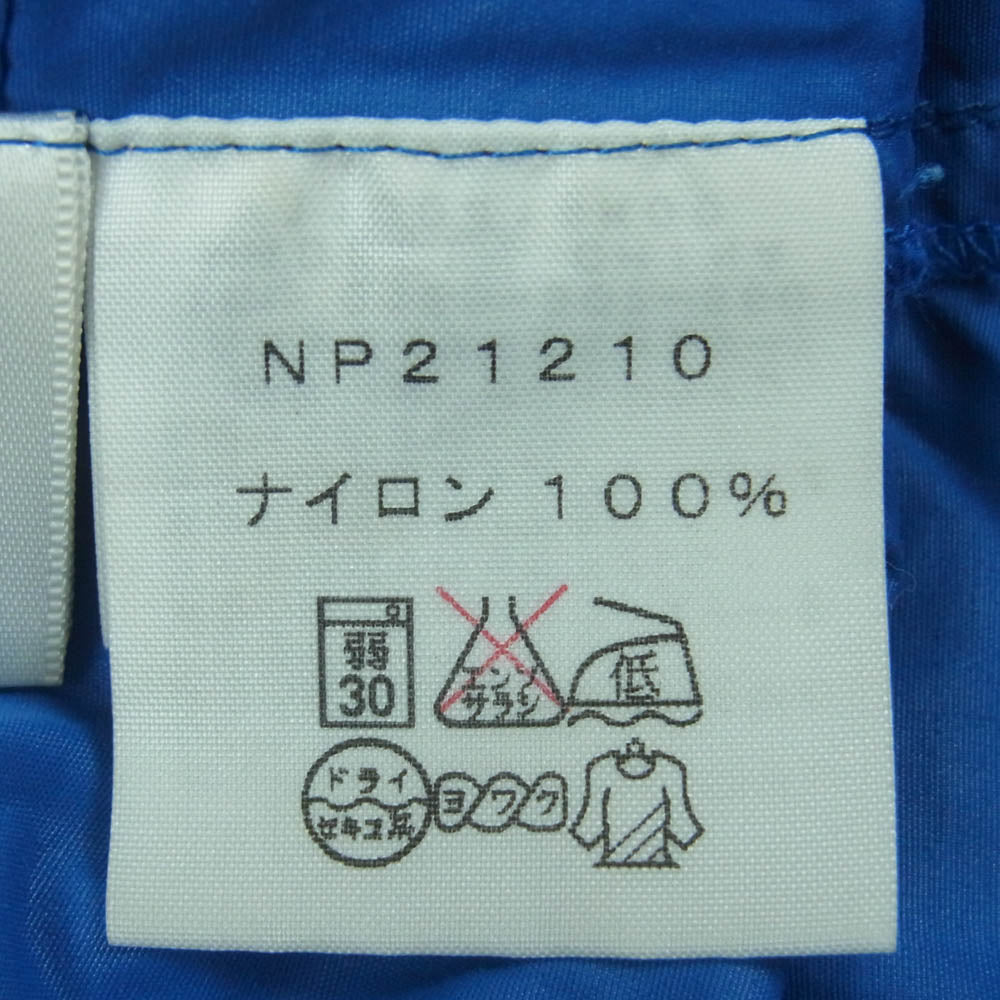 NP21210
ナイロン 100%
弱
30
エンソ
サラシ
低
ドライ
セキユ系
ヨワク